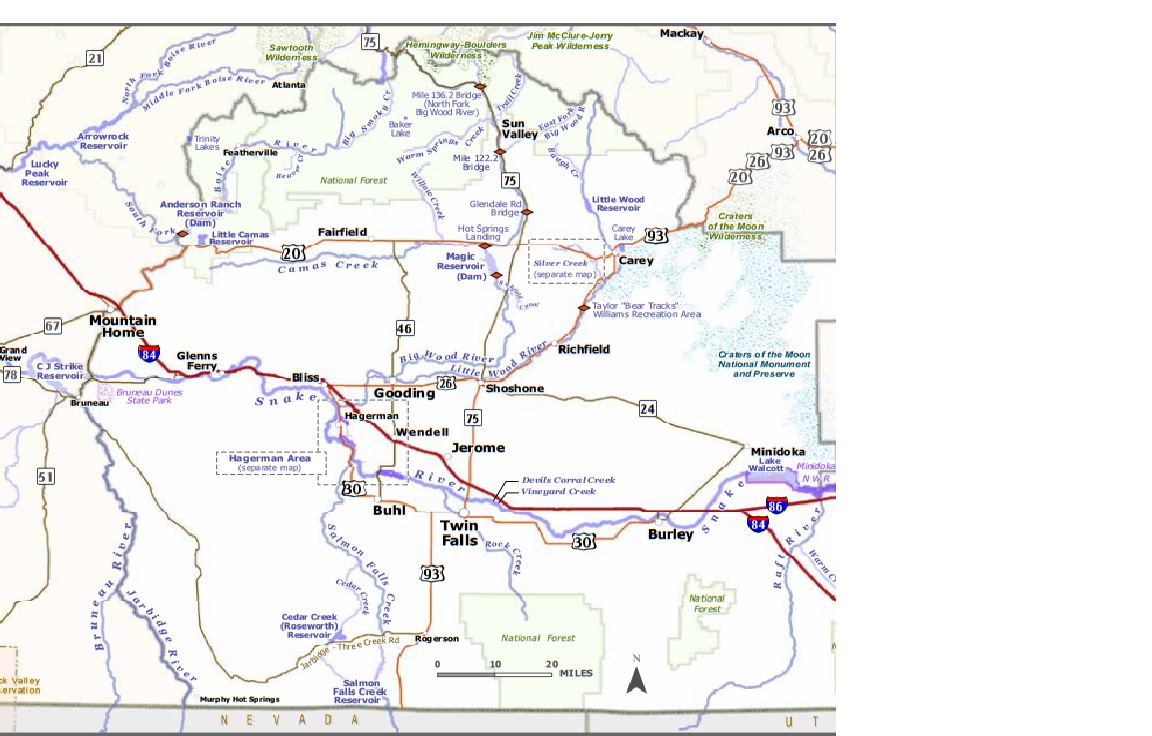 75
Sawtooth
Wilderness
Hemingway-Boulders
Wilderness
Jim McClure-Jerry
Peak Wilderness
Mackay
21
North Fork Boise River
Middle Fork Boise River
Atlanta
Mile 136.2 Bridge
(North Fork
Big Wood River)
Trail Creek
93
Arrowrock
Reservoir
Trinity
Lakes
Big Smoky Cr
Baker
Lake
Sun
Valley
East Fork
Big Wood R
Arco
20
26
93
26
20
Lucky
Peak
Reservoir
Featherville
Boise River
Warm Springs Creek
Mile 122.2
Bridge
Baugh Cr
National Forest
Willow Creek
75
Anderson Ranch
Reservoir
(Dam)
South Fork
Glendale Rd
Bridge
Little Wood
Reservoir
Craters
of the Moon
Wilderness
Little Camas
Reservoir
Fairfield
Hot Springs
Landing
Carey
Lake
93
20
Camas Creek
Magic
Reservoir
(Dam)
Silver Creek
(separate map)
Carey
Taylor "Bear Tracks"
Williams Recreation Area
Mountain
Home
67
46
84
Grand
View
78
CJ Strike
Reservoir
Glenns
Ferry
Big Wood River
Little Wood River
Richfield
Craters of the Moon
National Monument
and Preserve
Bruneau Dunes
State Park
Bruneau
Bliss
Snake
26
Gooding
Shoshone
24
Hagerman
75
Wendell
Jerome
Hagerman Area
(separate map)
Minidoka
Lake
Walcott
Minidoka
NWR
51
River
Devils Corral Creek
Vineyard Creek
Snake
30
Buhl
Twin
Falls
86
84
Burley
30
Rock Creek
Salmon Falls Creek
Raft River
Warm C
93
Bruneau River
Jarbidge River
Cedar Creek
National
Forest
Cedar Creek
(Roseworth)
Reservoir
Rogerson
National Forest
Jarbidge - Three Creek Rd
0 10 20
MILES
N
ck Valley
ervation
Salmon
Falls Creek
Reservoir
Murphy Hot Springs
NEVADA
UT